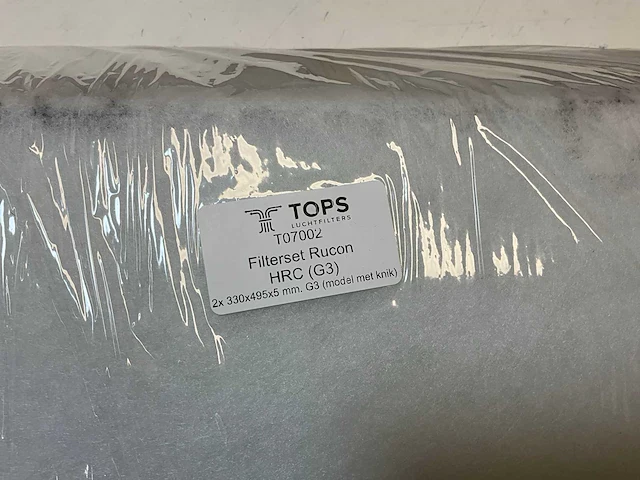 TOPS
LUCHTFILTERS
T07002
Filterset Rucon
HRC (G3)
2x 330x495x5 mm. G3 (model met knik)